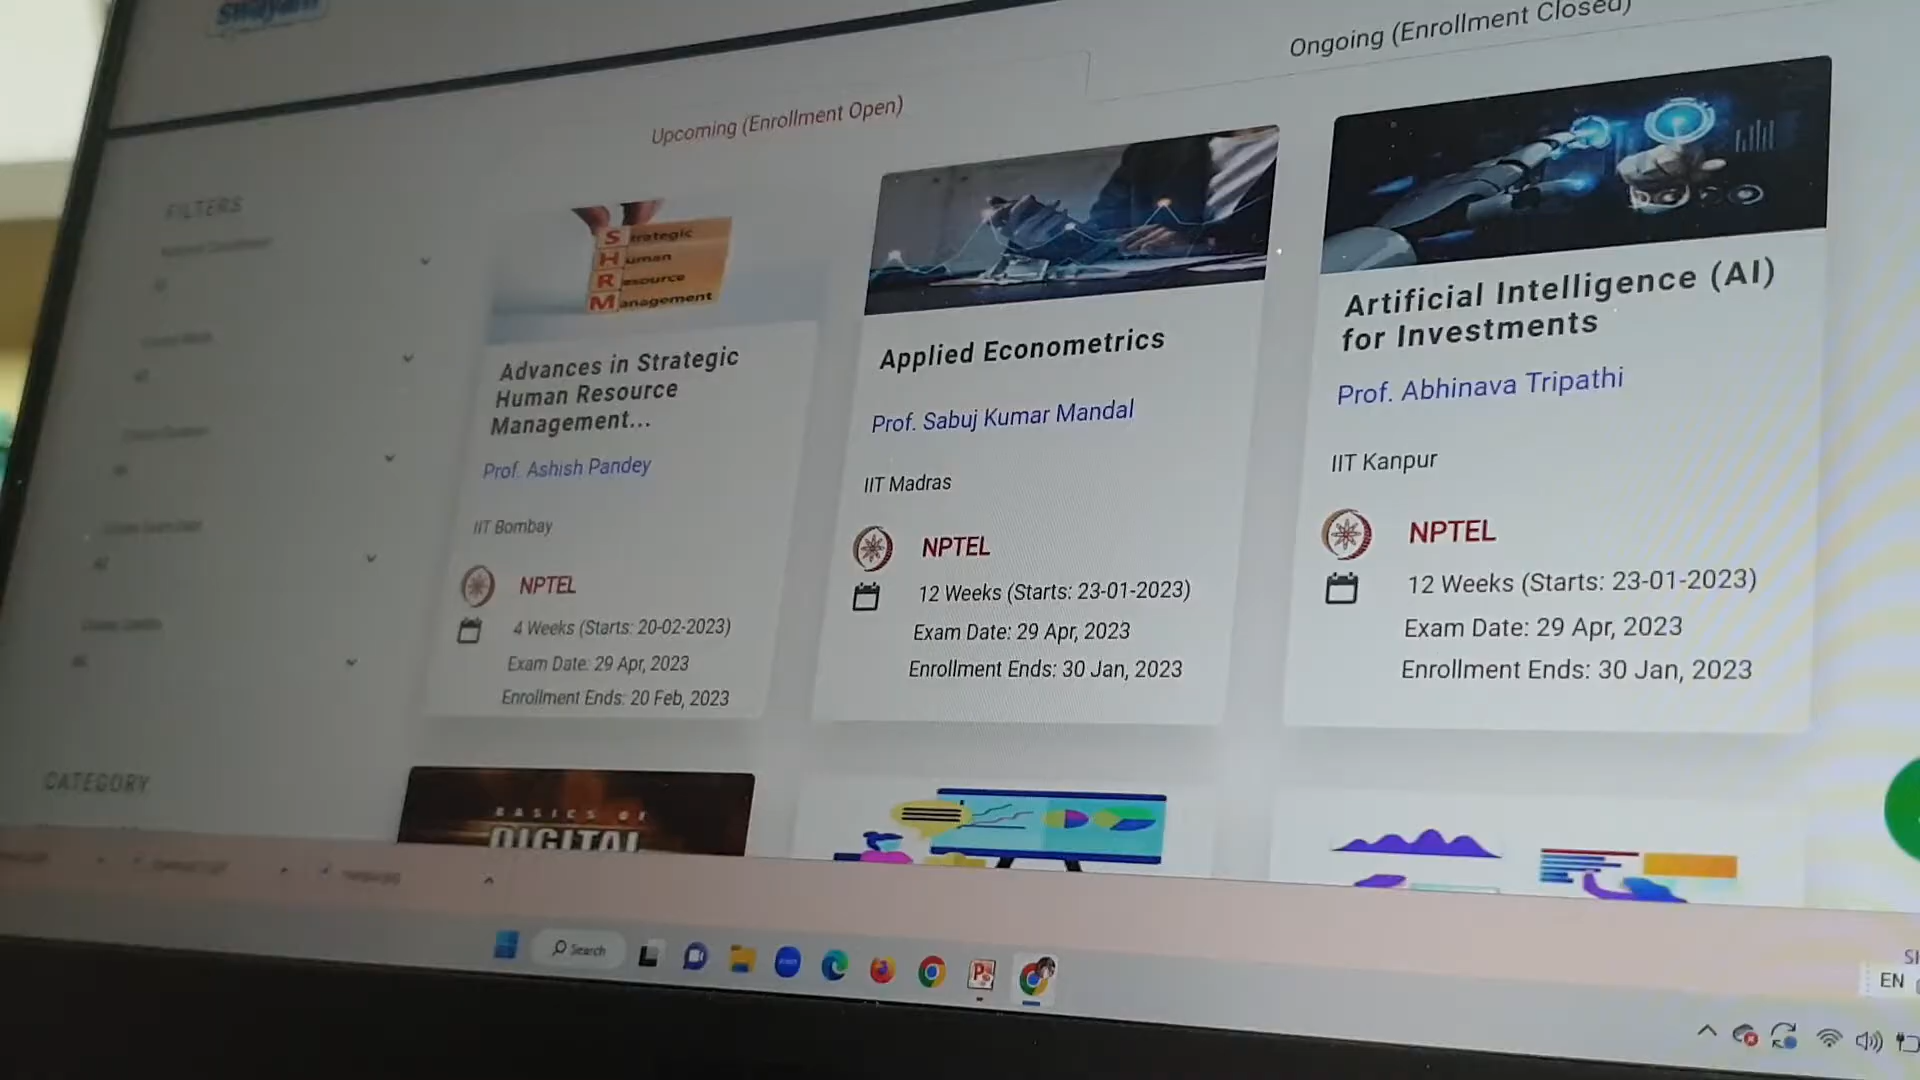 swayam
Ongoing (Enrollment Closed)
Upcoming (Enrollment Open)
FILTERS
Strategic
Human
Resource
Management
Advances in Strategic
Human Resource
Management...
Prof. Ashish Pandey
IIT Bombay
NPTEL
4 Weeks (Starts: 20-02-2023)
Exam Date: 29 Apr, 2023
Enrollment Ends: 20 Feb, 2023
Applied Econometrics
Prof. Sabuj Kumar Mandal
IIT Madras
NPTEL
12 Weeks (Starts: 23-01-2023)
Exam Date: 29 Apr, 2023
Enrollment Ends: 30 Jan, 2023
Artificial Intelligence (AI)
for Investments
Prof. Abhinava Tripathi
IIT Kanpur
NPTEL
12 Weeks (Starts: 23-01-2023)
Exam Date: 29 Apr, 2023
Enrollment Ends: 30 Jan, 2023
CATEGORY
BASICS OF
DIGITAL
Search
EN